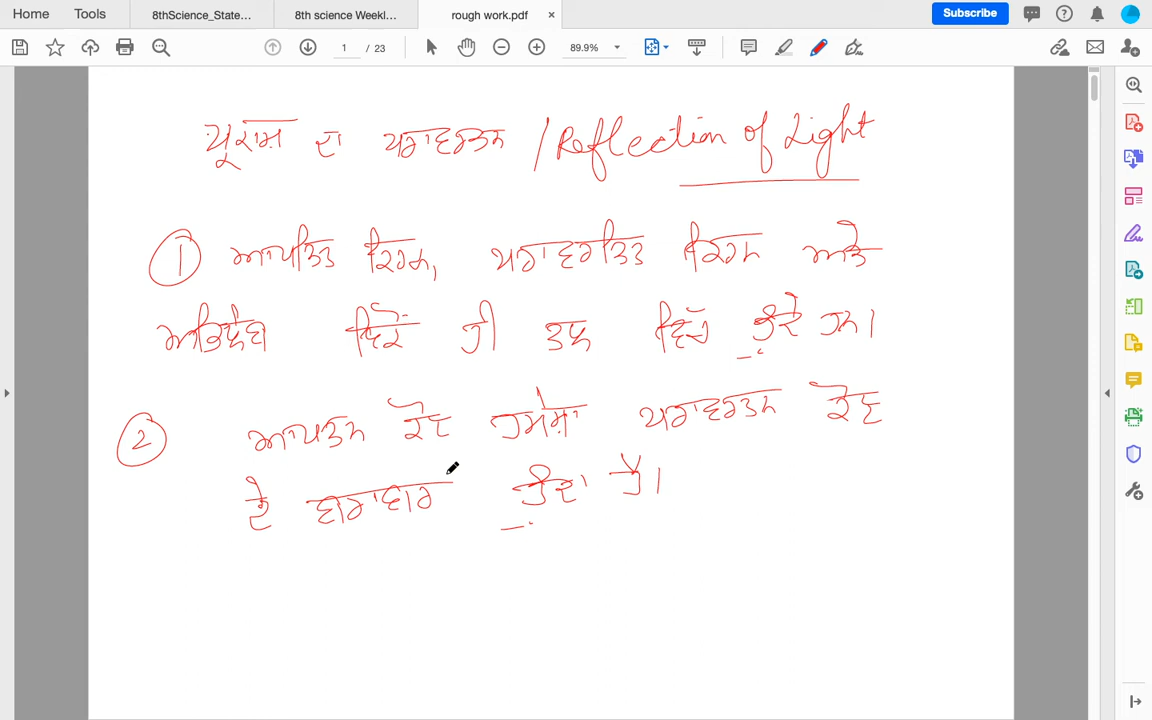 Home Tools 8thScience_State... 8th science Weekl... rough work.pdf × Subscribe
1 / 23 89.9%
ਪ੍ਰਕਾਸ਼ ਦਾ ਪਰਾਵਰਤਨ / Reflection of Light
① ਆਪਤਿਤ ਕਿਰਨ, ਪਰਾਵਰਤਿਤ ਕਿਰਨ ਅਤੇ
ਅਭਿਲੰਬ ਇੱਕ ਹੀ ਤਲ ਵਿੱਚ ਹੁੰਦੇ ਹਨ।
② ਆਪਤਨ ਕੋਣ ਹਮੇਸ਼ਾ ਪਰਾਵਰਤਨ ਕੋਣ
ਦੇ ਬਰਾਬਰ ਹੁੰਦਾ ਹੈ।